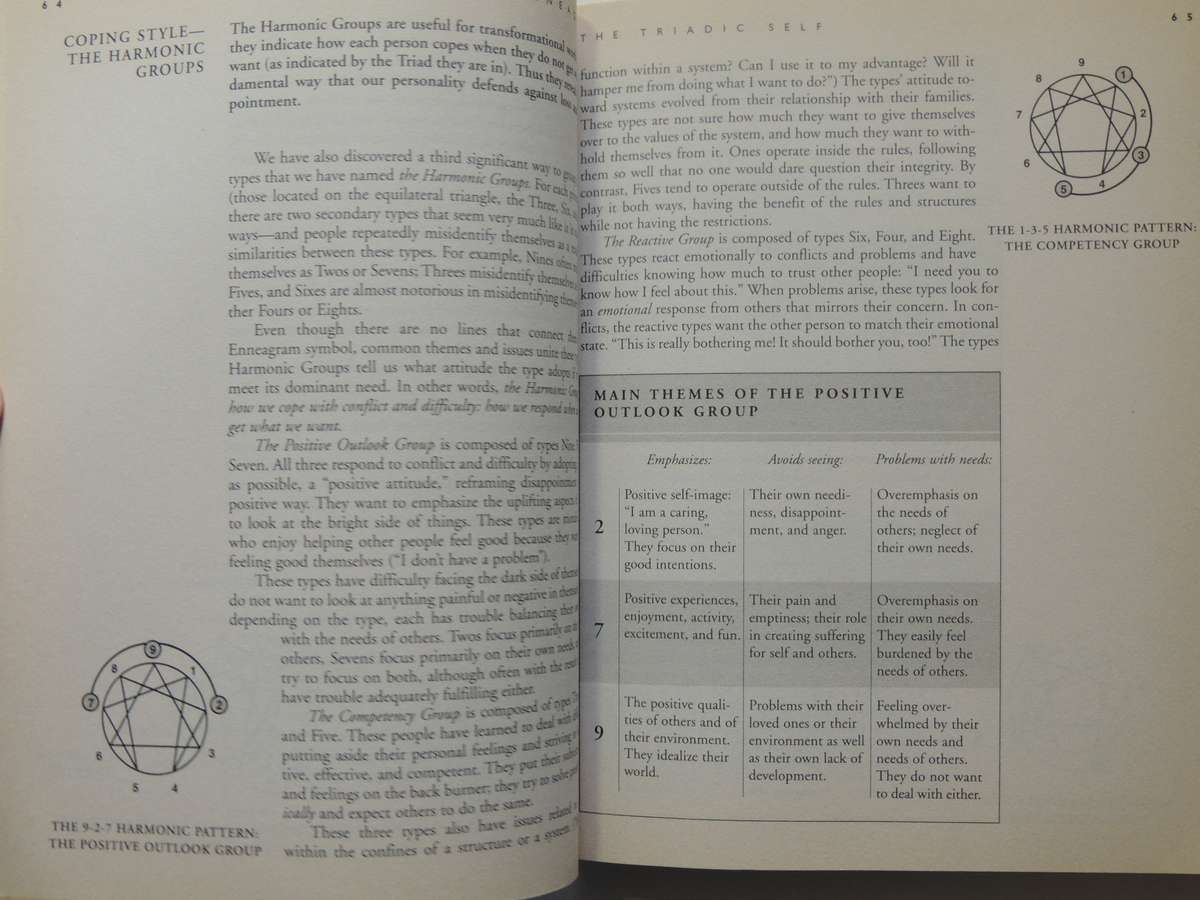 6 4
COPING STYLE—
THE HARMONIC
GROUPS
The Harmonic Groups are useful for transformational
they indicate how each person copes when they do not get
want (as indicated by the Triad they are in). Thus they
damental way that our personality defends against loss
pointment.
We have also discovered a third significant way to
types that we have named the Harmonic Groups. For each
(those located on the equilateral triangle, the Three, Six,
there are two secondary types that seem very much like it in
ways—and people repeatedly misidentify themselves as a
similarities between these types. For example, Nines often
themselves as Twos or Sevens; Threes misidentify themselves
Fives, and Sixes are almost notorious in misidentifying
ther Fours or Eights.
Even though there are no lines that connect
Enneagram symbol, common themes and issues unite
Harmonic Groups tell us what attitude the type adopts
meet its dominant need. In other words, the Harmonic
how we cope with conflict and difficulty: how we respond when
get what we want.
The Positive Outlook Group is composed of types Nine,
Seven. All three respond to conflict and difficulty by adopting,
as possible, a “positive attitude,” reframing disappointment
positive way. They want to emphasize the uplifting aspects
to look at the bright side of things. These types are
who enjoy helping other people feel good because they
feeling good themselves (“I don’t have a problem”).
These types have difficulty facing the dark side of
do not want to look at anything painful or negative in
depending on the type, each has trouble balancing their
with the needs of others. Twos focus primarily on
others, Sevens focus primarily on their own needs,
try to focus on both, although often with the result
have trouble adequately fulfilling either.
The Competency Group is composed of type
and Five. These people have learned to deal with
putting aside their personal feelings and striving
tive, effective, and competent. They put their
and feelings on the back burner; they try to solve
ically and expect others to do the same.
These three types also have issues related
within the confines of a structure or a system.
9
8
1
7
2
6
3
5
4
THE 9-2-7 HARMONIC PATTERN:
THE POSITIVE OUTLOOK GROUP
THE TRIADIC SELF
6 5
function within a system? Can I use it to my advantage? Will it
hamper me from doing what I want to do?”) The types’ attitude to-
ward systems evolved from their relationship with their families.
These types are not sure how much they want to give themselves
over to the values of the system, and how much they want to with-
hold themselves from it. Ones operate inside the rules, following
them so well that no one would dare question their integrity. By
contrast, Fives tend to operate outside of the rules. Threes want to
play it both ways, having the benefit of the rules and structures
while not having the restrictions.
The Reactive Group is composed of types Six, Four, and Eight.
These types react emotionally to conflicts and problems and have
difficulties knowing how much to trust other people: “I need you to
know how I feel about this.” When problems arise, these types look for
an emotional response from others that mirrors their concern. In con-
flicts, the reactive types want the other person to match their emotional
state. “This is really bothering me! It should bother you, too!” The types
9
8
1
7
2
6
3
5
4
THE 1-3-5 HARMONIC PATTERN:
THE COMPETENCY GROUP
MAIN THEMES OF THE POSITIVE
OUTLOOK GROUP
Emphasizes: Avoids seeing: Problems with needs:
2
Positive self-image:
“I am a caring,
loving person.”
They focus on their
good intentions.
Their own needi-
ness, disappoint-
ment, and anger.
Overemphasis on
the needs of
others; neglect of
their own needs.
7
Positive experiences,
enjoyment, activity,
excitement, and fun.
Their pain and
emptiness; their role
in creating suffering
for self and others.
Overemphasis on
their own needs.
They easily feel
burdened by the
needs of others.
9
The positive quali-
ties of others and of
their environment.
They idealize their
world.
Problems with their
loved ones or their
environment as well
as their own lack of
development.
Feeling over-
whelmed by their
own needs and
needs of others.
They do not want
to deal with either.